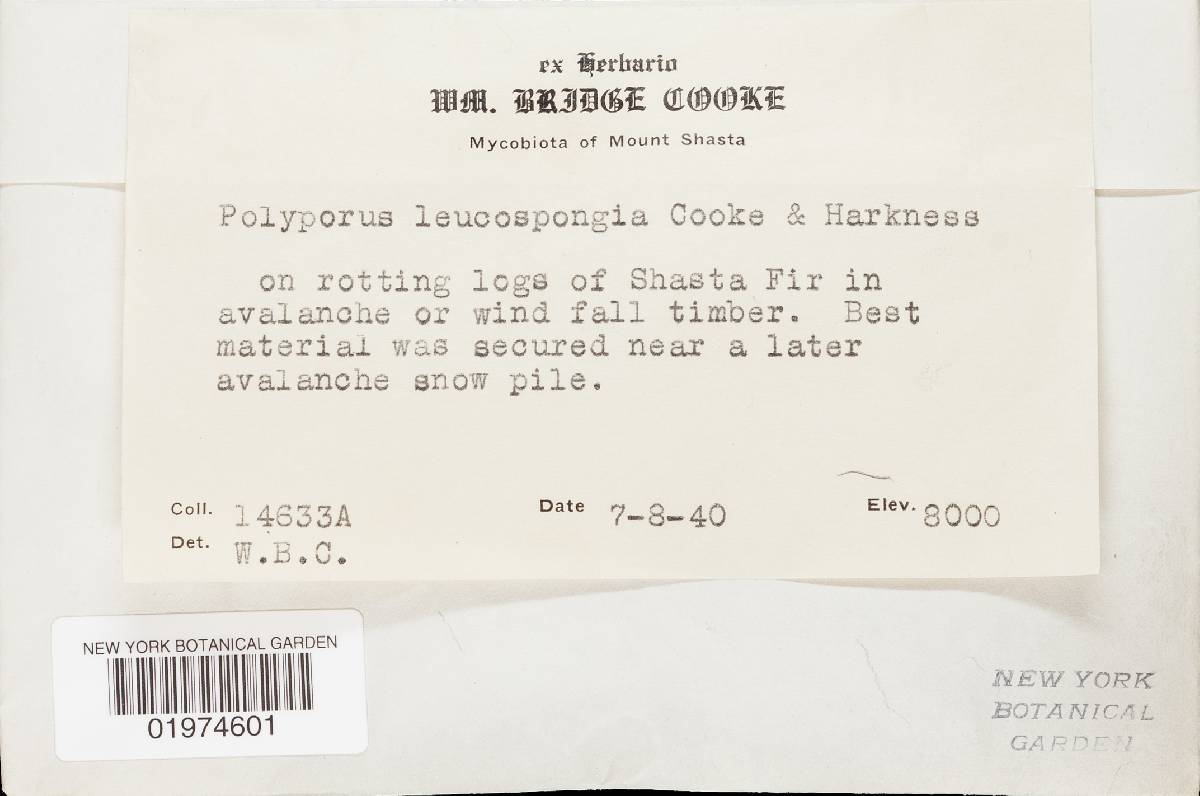 ex Herbario
WM. BRIDGE COOKE
Mycobiota of Mount Shasta
Polyporus leucospongia Cooke & Harkness
on rotting logs of Shasta Fir in
avalanche or wind fall timber. Best
material was secured near a later
avalanche snow pile.
Coll. 14633A Date 7-8-40 Elev. 8000
Det. W.B.C.
NEW YORK BOTANICAL GARDEN
01974601
NEW YORK
BOTANICAL
GARDEN